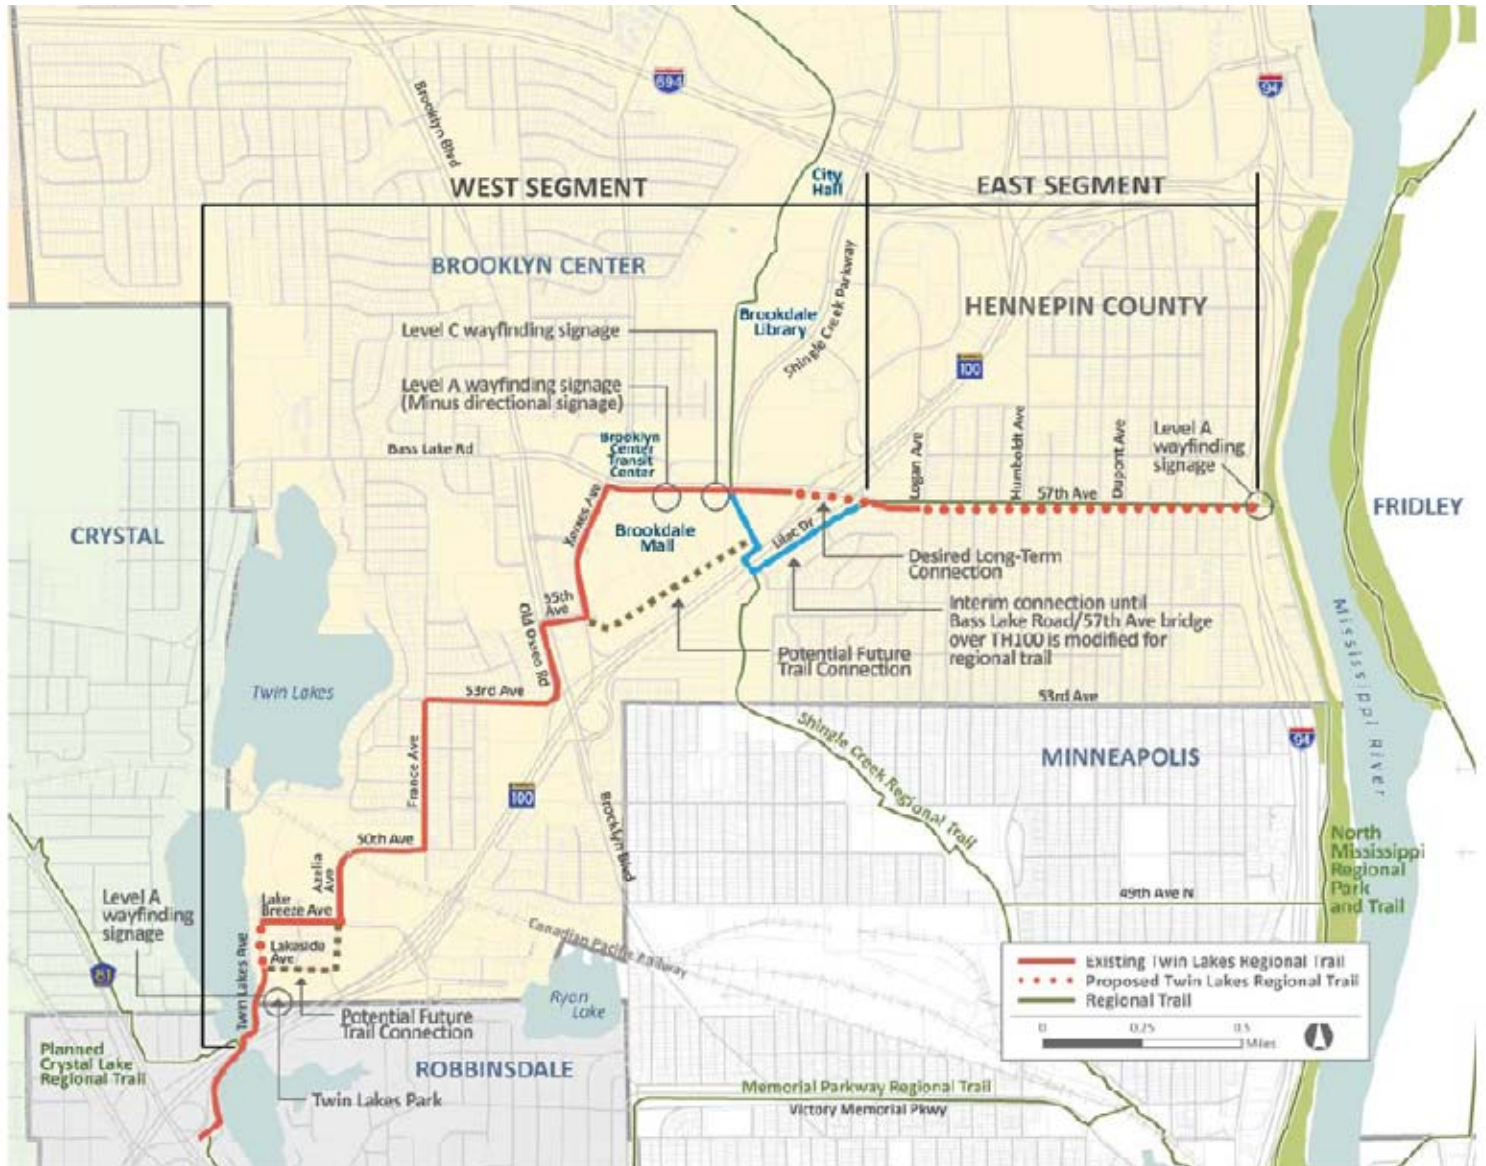 694
94
Brooklyn Blvd
WEST SEGMENT
City
Hall
EAST SEGMENT
BROOKLYN CENTER
Shingle Creek Parkway
HENNEPIN COUNTY
Brookdale
Library
Level C wayfinding signage
100
Level A wayfinding signage
(Minus directional signage)
Bass Lake Rd
Brooklyn
Center
Transit
Center
Logan Ave
Humboldt Ave
Dupont Ave
Level A
wayfinding
signage
57th Ave
CRYSTAL
Xerxes Ave
Brookdale
Mall
Lilac Dr
FRIDLEY
Desired Long-Term
Connection
55th
Ave
Old Osseo Rd
Interim connection until
Bass Lake Road/57th Ave bridge
over TH100 is modified for
regional trail
Potential Future
Trail Connection
Mississippi River
Twin Lakes
53rd Ave
53rd Ave
Shingle Creek Regional Trail
94
MINNEAPOLIS
France Ave
100
Brooklyn Blvd
50th Ave
North
Mississippi
Regional
Park
and Trail
Azelia
Ave
Level A
wayfinding
signage
Lake
Breeze Ave
49th Ave N
Canadian Pacific Railway
Twin Lakes Ave
Lakeside
Ave
81
Existing Twin Lakes Regional Trail
Proposed Twin Lakes Regional Trail
Regional Trail
0 0.25 0.5
Miles
Ryan
Lake
Potential Future
Trail Connection
Planned
Crystal Lake
Regional Trail
ROBBINSDALE
Twin Lakes Park
Memorial Parkway Regional Trail
Victory Memorial Pkwy